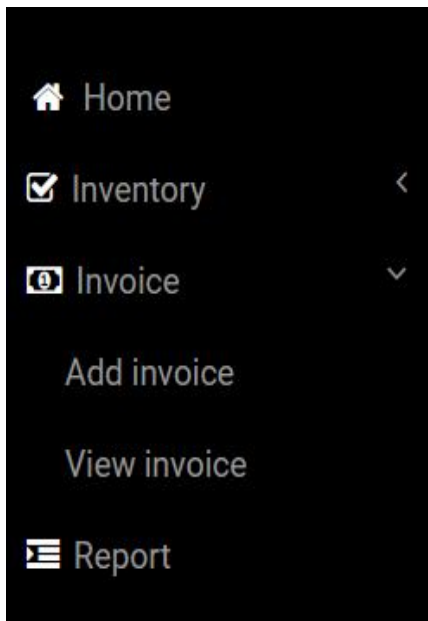 Home
Inventory
Invoice
Add invoice
View invoice
Report